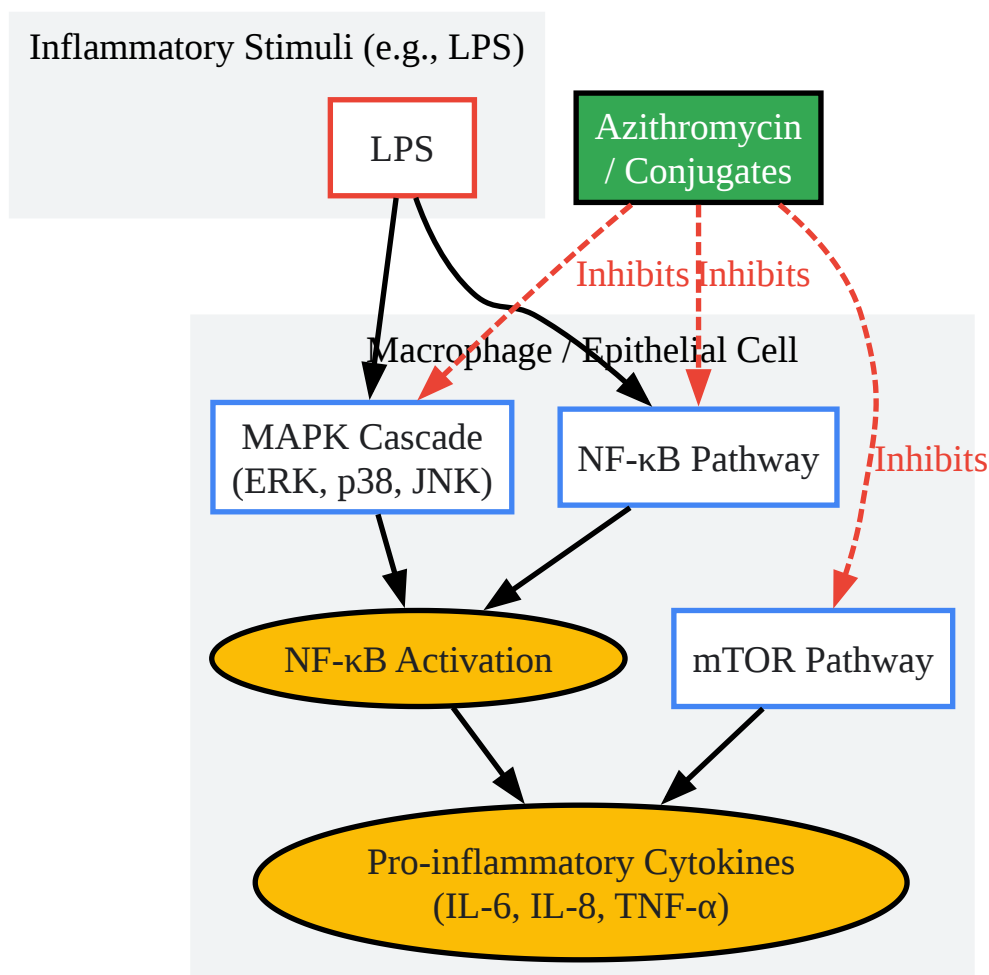 Inflammatory Stimuli (e.g., LPS)
LPS
Azithromycin
/ Conjugates
Inhibits
Inhibits
Macrophage / Epithelial Cell
MAPK Cascade
(ERK, p38, JNK)
NF-κB Pathway
Inhibits
NF-κB Activation
mTOR Pathway
Pro-inflammatory Cytokines
(IL-6, IL-8, TNF-α)